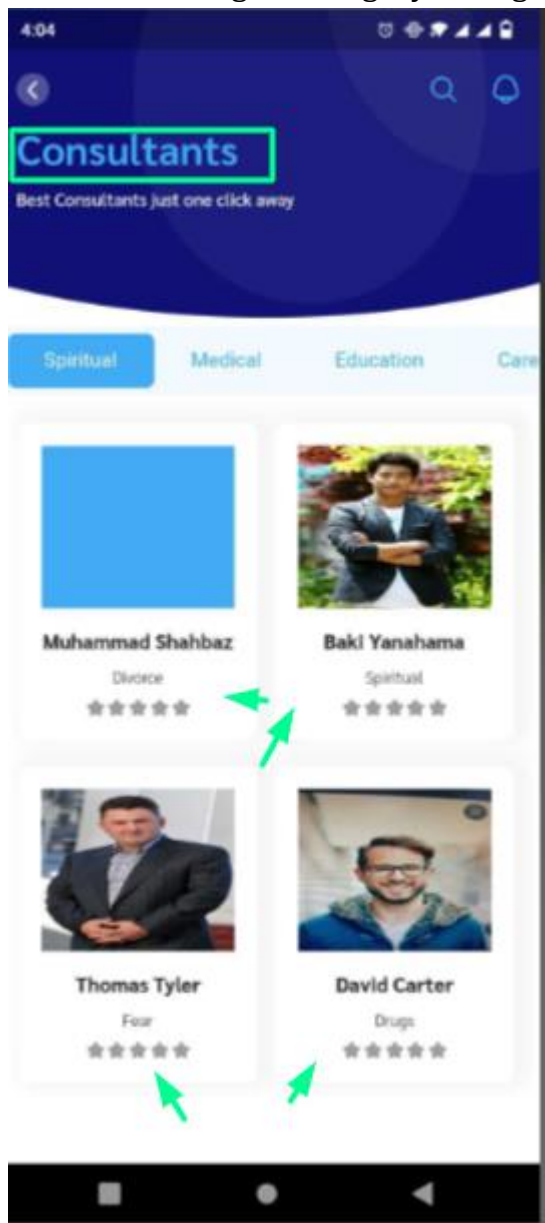 4:04
Consultants
Best Consultants just one click away
Spiritual Medical Education Care
Muhammad Shahbaz Baki Yanahama
Divorce Spiritual
Thomas Tyler David Carter
Fear Drugs